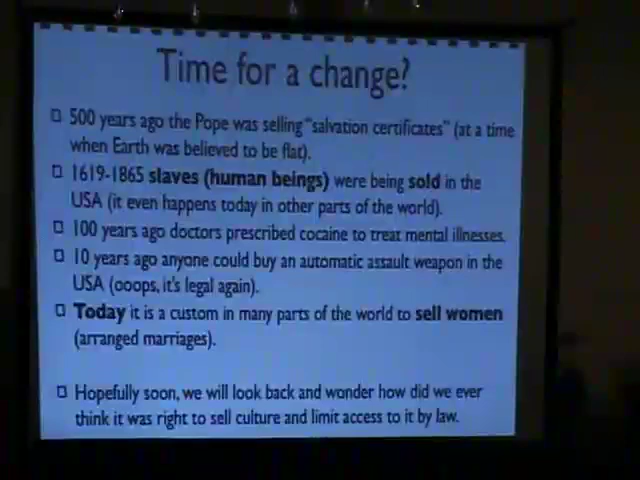 Time for a change?
□ 500 years ago the Pope was selling "salvation certificates" (at a time
when Earth was believed to be flat).
□ 1619-1865 slaves (human beings) were being sold in the
USA (it even happens today in other parts of the world).
□ 100 years ago doctors prescribed cocaine to treat mental illnesses.
□ 10 years ago anyone could buy an automatic assault weapon in the
USA (ooops, it's legal again).
□ Today it is a custom in many parts of the world to sell women
(arranged marriages).
□ Hopefully soon, we will look back and wonder how did we ever
think it was right to sell culture and limit access to it by law.